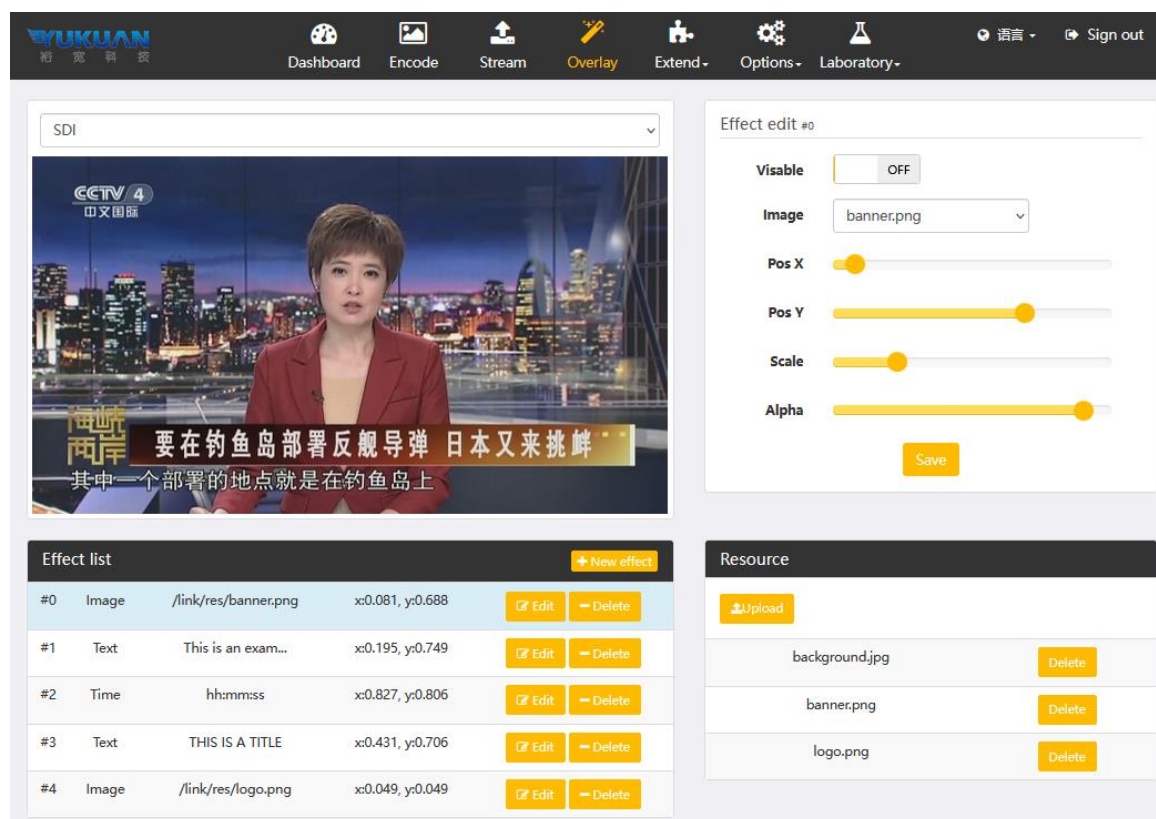 YUKUAN
裕 宽 科 技
Dashboard
Encode
Stream
Overlay
Extend
Options
Laboratory
语言
Sign out
SDI
CCTV 4
中文国际
海峡
两岸
要在钓鱼岛部署反舰导弹 日本又来挑衅
其中一个部署的地点就是在钓鱼岛上
Effect edit #0
Visable OFF
Image banner.png
Pos X
Pos Y
Scale
Alpha
Save
Effect list + New effect
#0 Image /link/res/banner.png x:0.081, y:0.688 Edit Delete
#1 Text This is an exam... x:0.195, y:0.749 Edit Delete
#2 Time hh:mm:ss x:0.827, y:0.806 Edit Delete
#3 Text THIS IS A TITLE x:0.431, y:0.706 Edit Delete
#4 Image /link/res/logo.png x:0.049, y:0.049 Edit Delete
Resource
Upload
background.jpg Delete
banner.png Delete
logo.png Delete